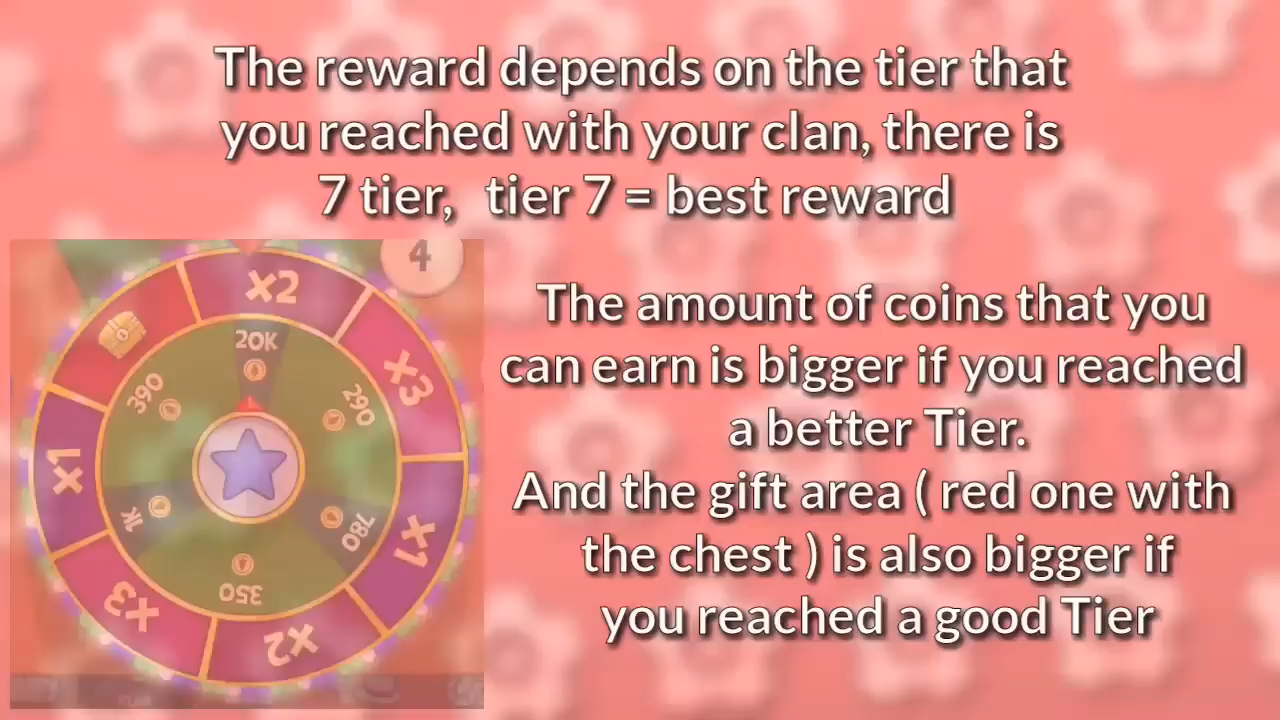 The reward depends on the tier that
you reached with your clan, there is
7 tier, tier 7 = best reward
4
x2
x3
x1
x2
x3
x1
20K
290
780
350
1K
390
The amount of coins that you
can earn is bigger if you reached
a better Tier.
And the gift area ( red one with
the chest ) is also bigger if
you reached a good Tier